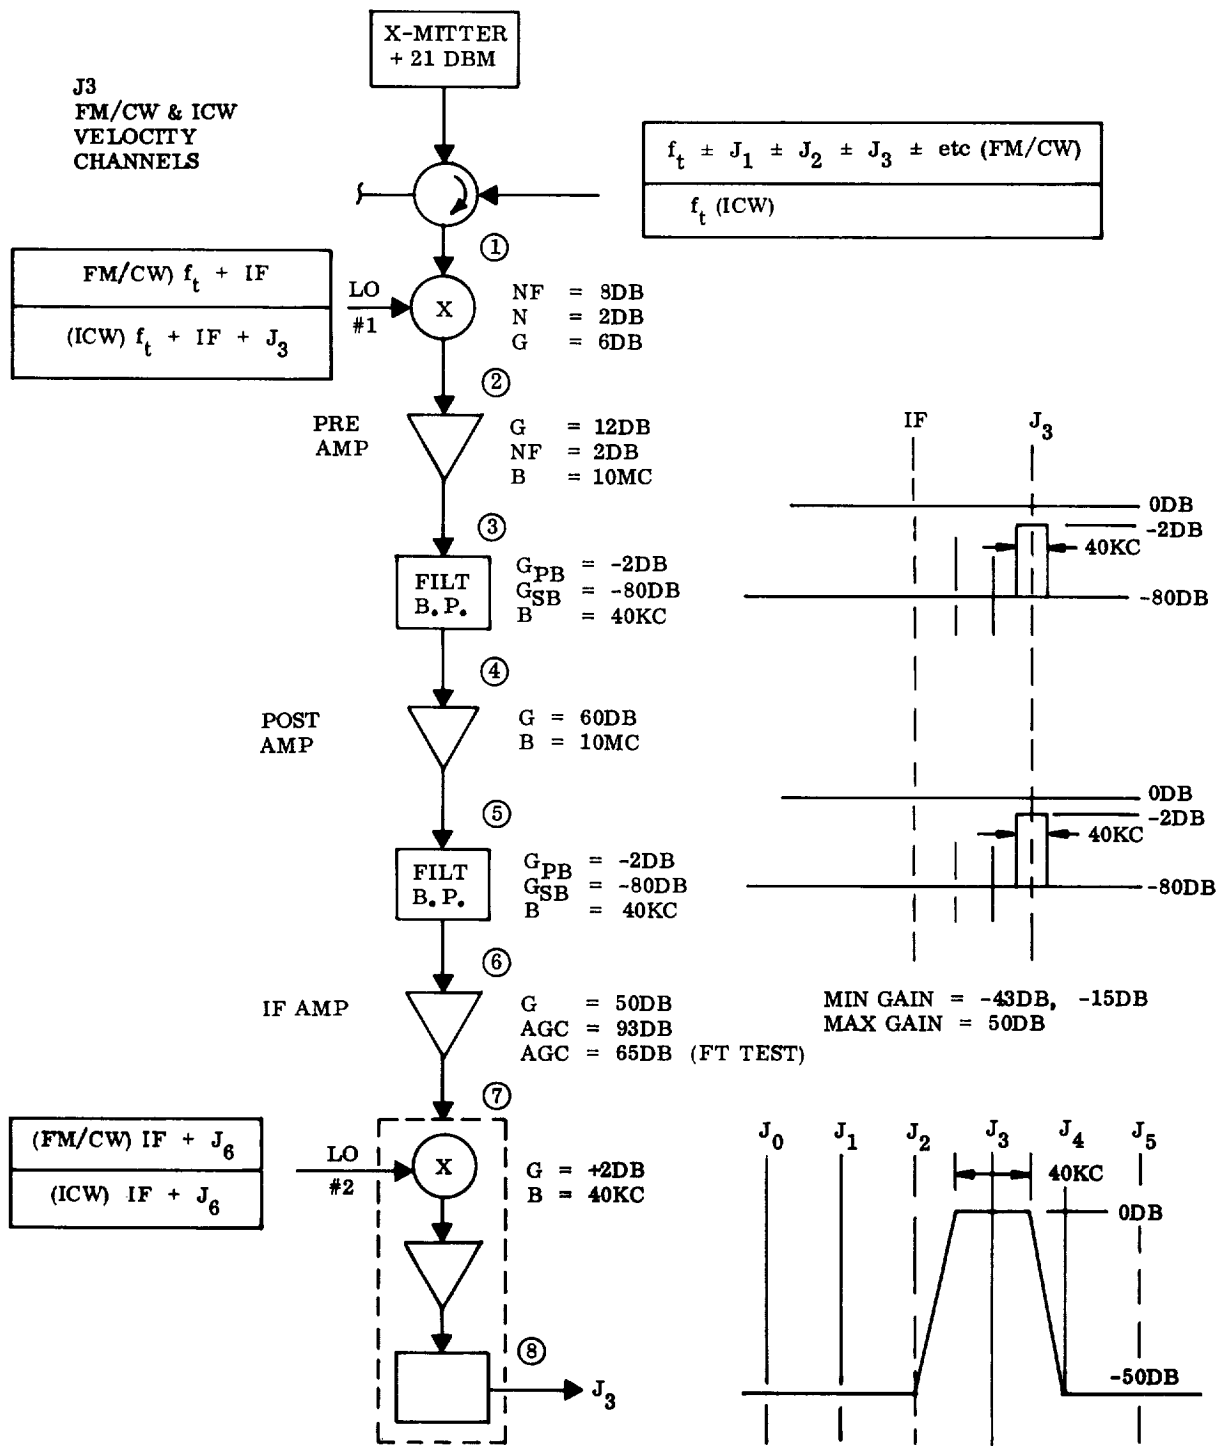 X-MITTER
+ 21 DBM
J3
FM/CW & ICW
VELOCITY
CHANNELS
f_t ± J_1 ± J_2 ± J_3 ± etc (FM/CW)
f_t (ICW)
①
FM/CW) f_t + IF
(ICW) f_t + IF + J_3
LO
#1
X
NF = 8DB
N = 2DB
G = 6DB
②
PRE
AMP
G = 12DB
NF = 2DB
B = 10MC
IF
J_3
0DB
-2DB
40KC
-80DB
③
FILT
B.P.
G_PB = -2DB
G_SB = -80DB
B = 40KC
④
POST
AMP
G = 60DB
B = 10MC
0DB
-2DB
40KC
-80DB
⑤
FILT
B.P.
G_PB = -2DB
G_SB = -80DB
B = 40KC
⑥
IF AMP
G = 50DB
AGC = 93DB
AGC = 65DB (FT TEST)
MIN GAIN = -43DB, -15DB
MAX GAIN = 50DB
⑦
(FM/CW) IF + J_6
(ICW) IF + J_6
LO
#2
X
G = +2DB
B = 40KC
J_0 J_1 J_2 J_3 J_4 J_5
40KC
0DB
-50DB
⑧
J_3